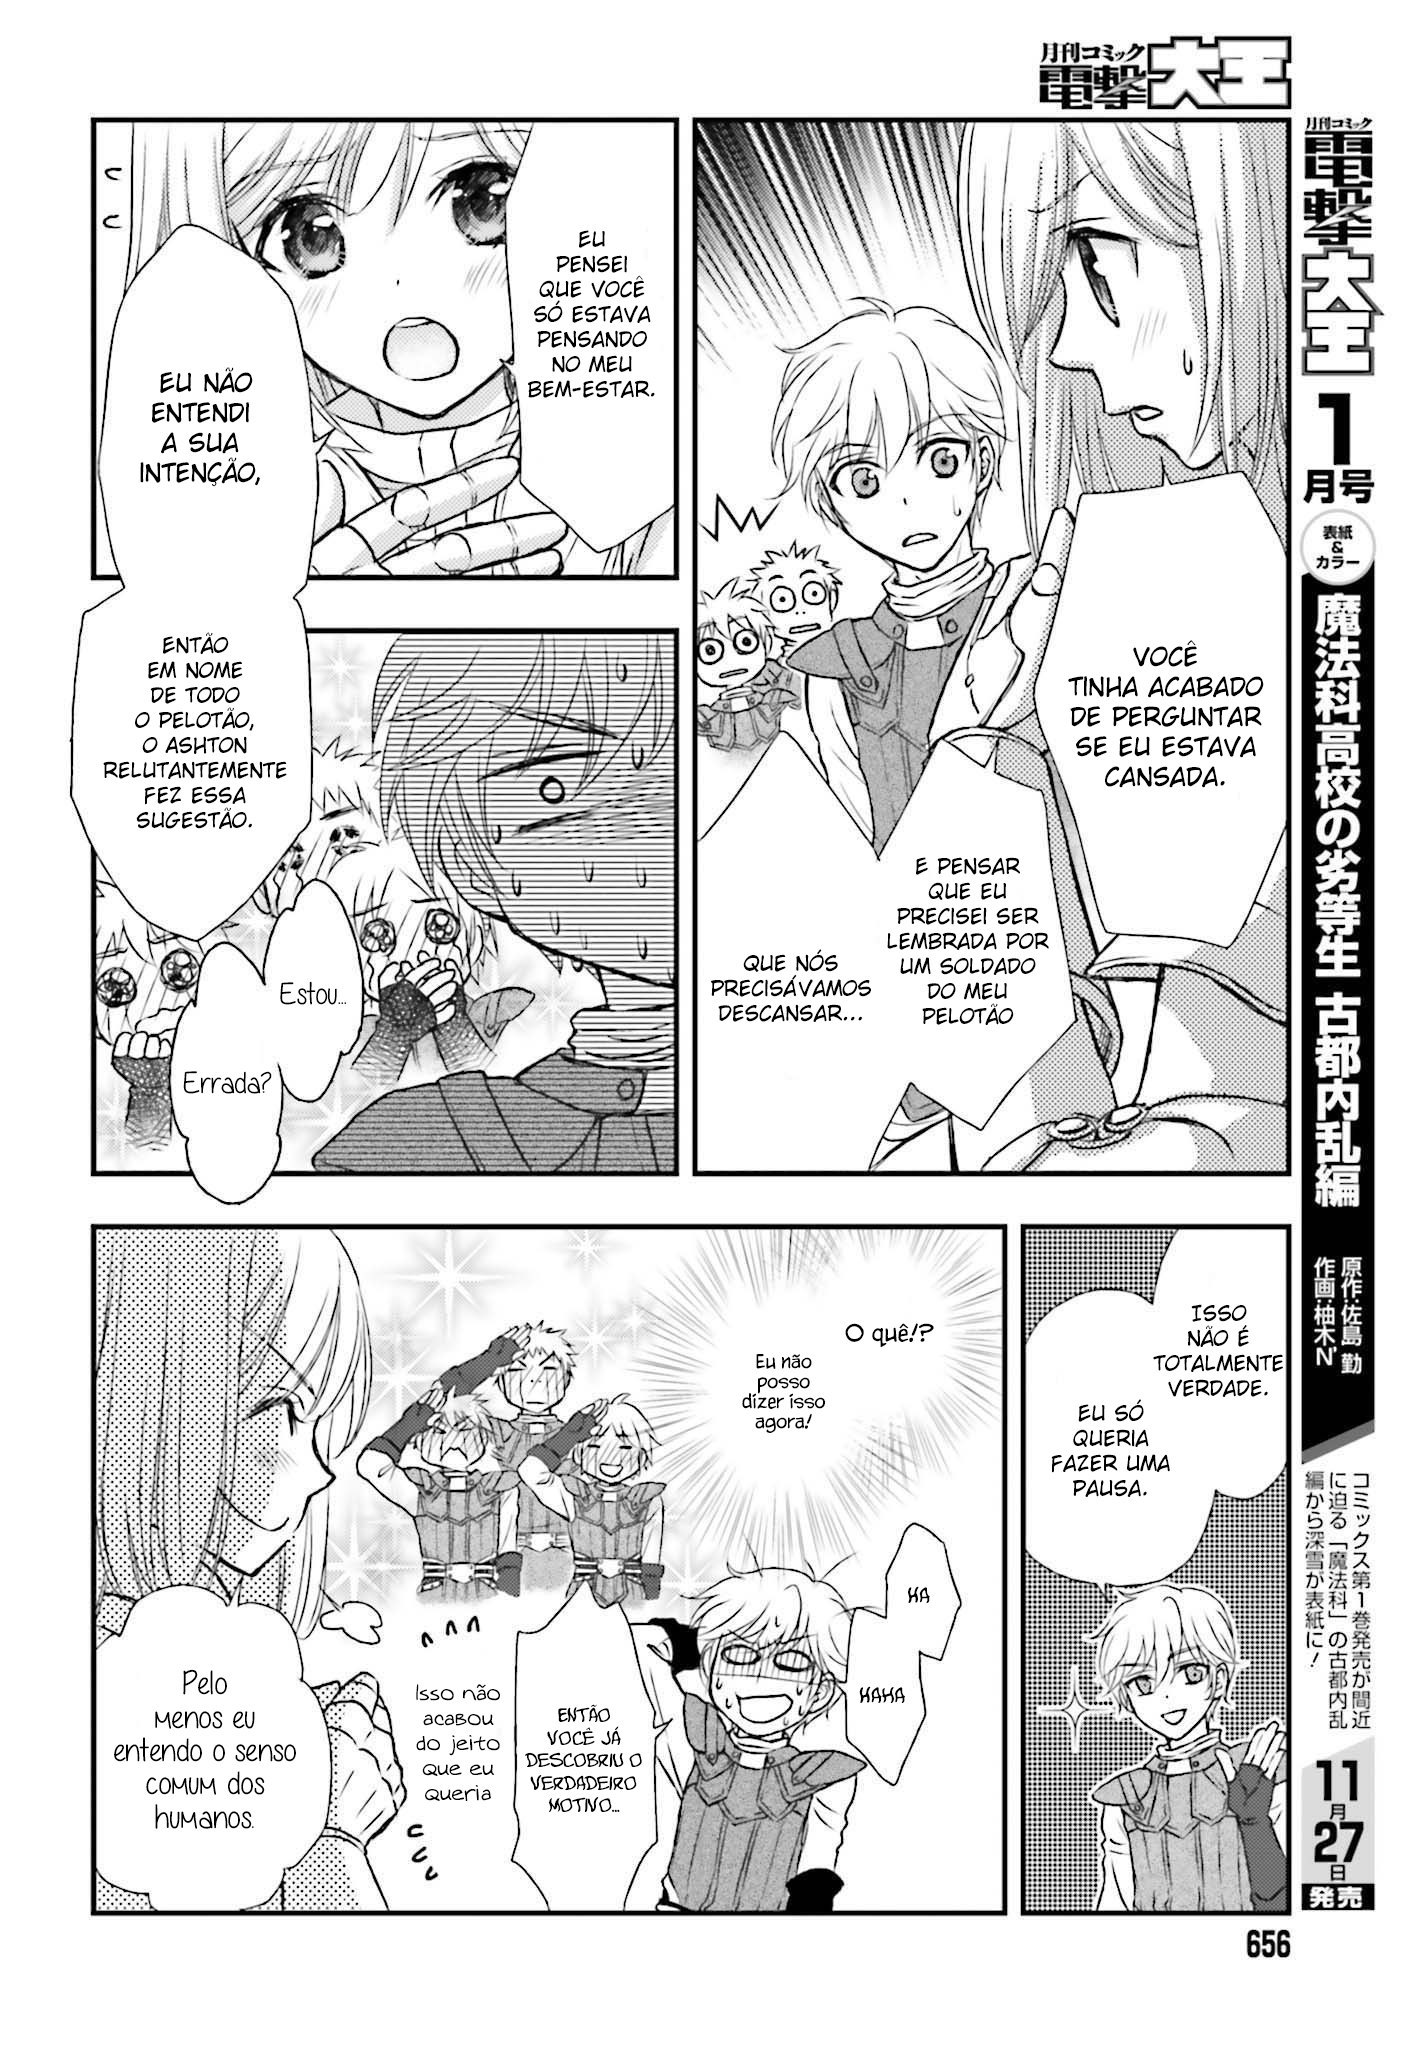 月刊コミック
電撃大王
VOCÊ
TINHA ACABADO
DE PERGUNTAR
SE EU ESTAVA
CANSADA.
E PENSAR
QUE EU
PRECISEI SER
LEMBRADA POR
UM SOLDADO
DO MEU
PELOTÃO
QUE NÓS
PRECISÁVAMOS
DESCANSAR...
EU
PENSEI
QUE VOCÊ
SÓ ESTAVA
PENSANDO
NO MEU
BEM-ESTAR.
EU NÃO
ENTENDI
A SUA
INTENÇÃO,
ENTÃO
EM NOME
DE TODO
O PELOTÃO,
O ASHTON
RELUTANTEMENTE
FEZ ESSA
SUGESTÃO.
Estou...
Errada?
ISSO
NÃO É
TOTALMENTE
VERDADE.
EU SÓ
QUERIA
FAZER UMA
PAUSA.
O quê!?
Eu não
posso
dizer isso
agora!
HA
HAHA
ENTÃO
VOCÊ JÁ
DESCOBRIU O
VERDADEIRO
MOTIVO...
Isso não
acabou
do jeito
que eu
queria
Pelo
menos eu
entendo o senso
comum dos
humanos.
月刊コミック
電撃大王
1
月号
表紙
&
カラー
魔法科高校の劣等生 古都内乱編
原作:佐島 勤
作画:柚木N'
コミックス第1巻発売が間近
に迫る「魔法科」の古都内乱
編から深雪が表紙に!
11
月
27
日
発売
656